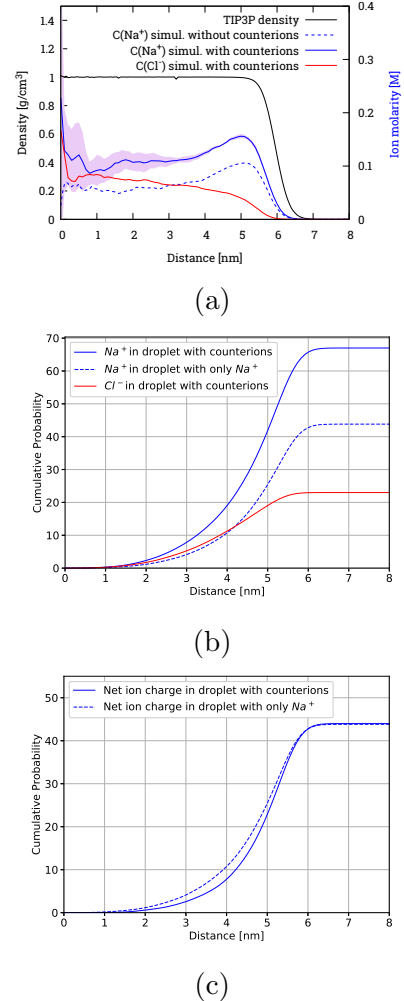 TIP3P density
C(Na+) simul. without counterions
C(Na+) simul. with counterions
C(Cl-) simul. with counterions
Density [g/cm3]
Ion molarity [M]
1.4
1.2
1
0.8
0.6
0.4
0.2
0
0.4
0.3
0.2
0.1
0
0 1 2 3 4 5 6 7 8
Distance [nm]
(a)
Na+ in droplet with counterions
Na+ in droplet with only Na+
Cl- in droplet with counterions
Cumulative Probability
70
60
50
40
30
20
10
0
0 1 2 3 4 5 6 7 8
Distance [nm]
(b)
Net ion charge in droplet with counterions
Net ion charge in droplet with only Na+
Cumulative Probability
50
40
30
20
10
0
0 1 2 3 4 5 6 7 8
Distance [nm]
(c)